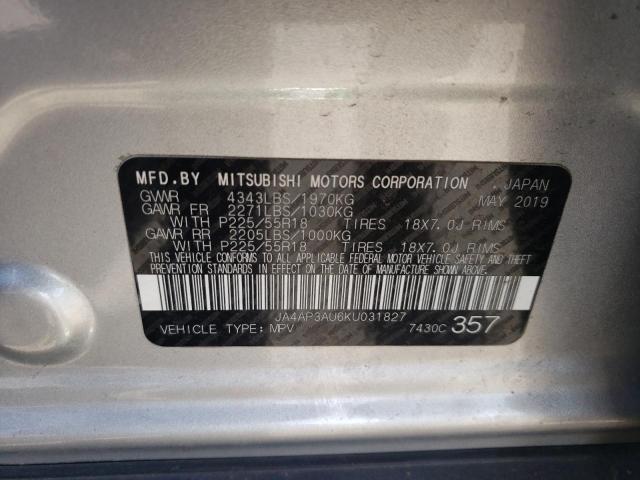 MFD.BY MITSUBISHI MOTORS CORPORATION JAPAN
GVWR 4343LBS/1970KG MAY 2019
GAWR FR 2271LBS/1030KG
WITH P225/55R18 TIRES 18X7.0J RIMS
GAWR RR 2205LBS/1000KG
WITH P225/55R18 TIRES 18X7.0J RIMS
THIS VEHICLE CONFORMS TO ALL APPLICABLE FEDERAL MOTOR VEHICLE SAFETY AND THEFT
PREVENTION STANDARDS IN EFFECT ON THE DATE OF MANUFACTURE SHOWN ABOVE.
JA4AP3AU6KU031827
VEHICLE TYPE: MPV 7430C 357